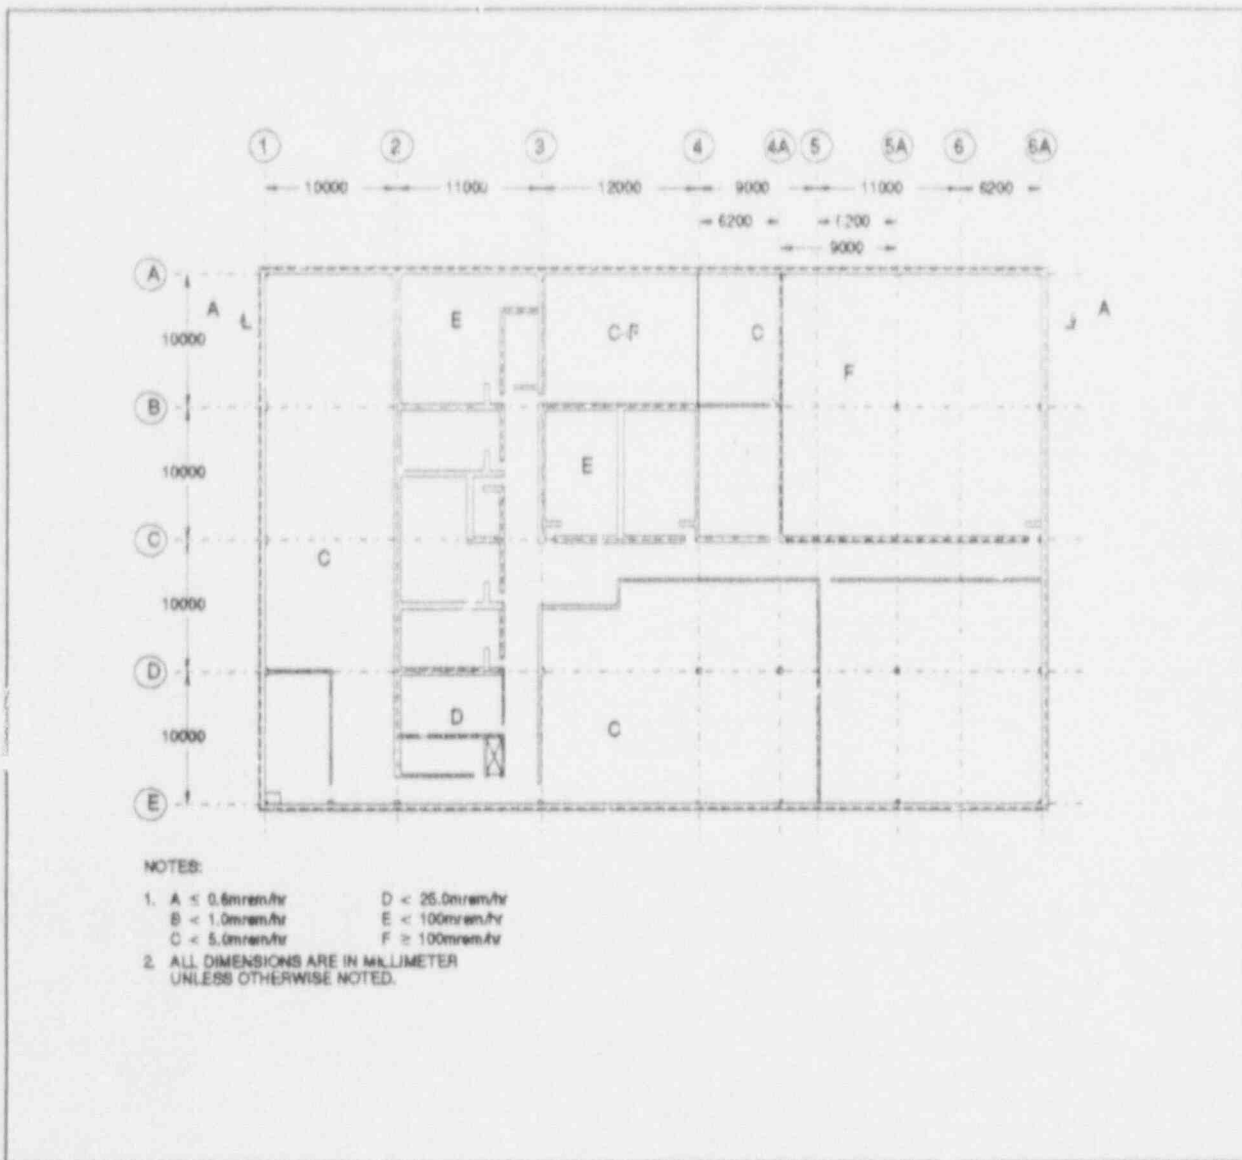 1 2 3 4 4A 5 5A 6 6A
10000 11000 12000 9000 11000 6200
6200 6200
9000
A
A A
10000
E C-F C
F
B
10000
E
C
C
10000
D
D
10000
C
E
NOTES:
1. A ≤ 0.6mrem/hr D < 25.0mrem/hr
B < 1.0mrem/hr E < 100mrem/hr
C < 5.0mrem/hr F ≥ 100mrem/hr
2. ALL DIMENSIONS ARE IN MILLIMETER
UNLESS OTHERWISE NOTED.